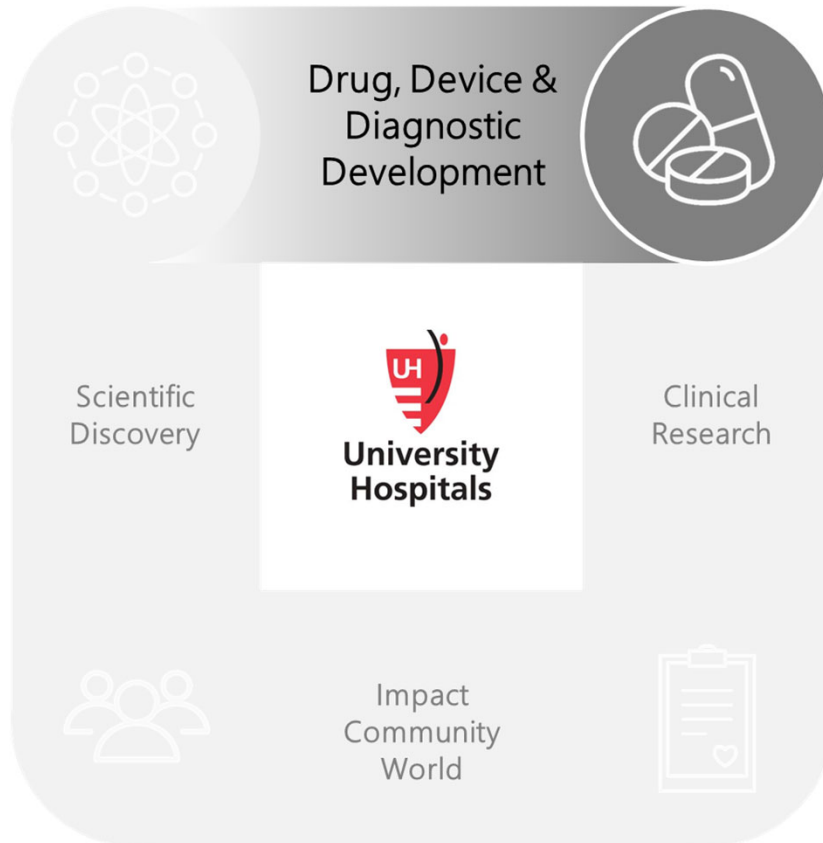 Drug, Device &
Diagnostic
Development
Scientific
Discovery
UH
University
Hospitals
Clinical
Research
Impact
Community
World